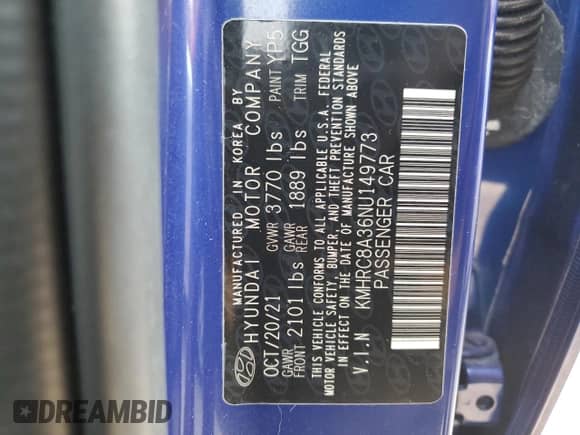 MANUFACTURED IN KOREA BY
HYUNDAI MOTOR COMPANY
OCT/20/21 GVWR 3770 lbs PAINT YP5
GAWR FRONT 2101 lbs GAWR REAR 1889 lbs TRIM TGG
THIS VEHICLE CONFORMS TO ALL APPLICABLE U.S.A. FEDERAL
MOTOR VEHICLE SAFETY, BUMPER, AND THEFT PREVENTION STANDARDS
IN EFFECT ON THE DATE OF MANUFACTURE SHOWN ABOVE
V.I.N KMHRC8A36NU149773
PASSENGER CAR
DREAMBID